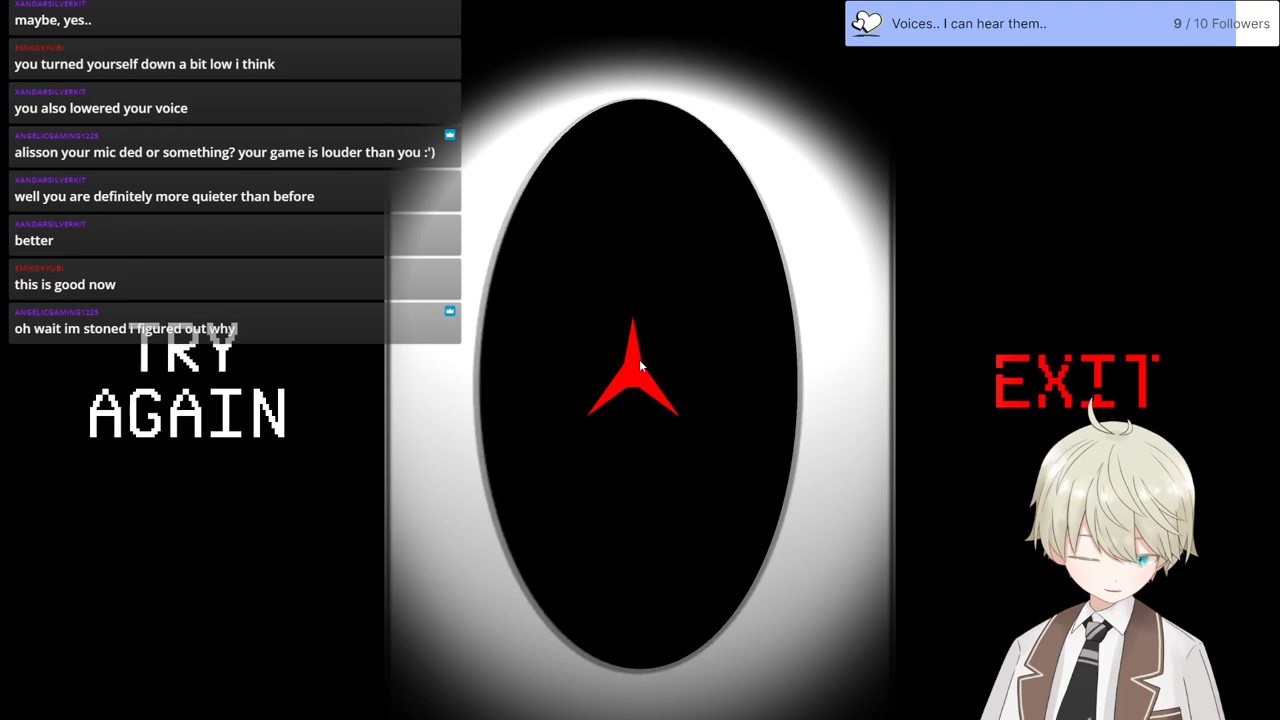 XANDARSILVERKIT
maybe, yes..
EMIKOKYUBI
you turned yourself down a bit low i think
XANDARSILVERKIT
you also lowered your voice
ANGELICGAMING1225
alisson your mic ded or something? your game is louder than you :')
XANDARSILVERKIT
well you are definitely more quieter than before
XANDARSILVERKIT
better
EMIKOKYUBI
this is good now
ANGELICGAMING1225
oh wait im stoned i figured out why
Voices.. I can hear them..
9 / 10 Followers
TRY
AGAIN
EXIT